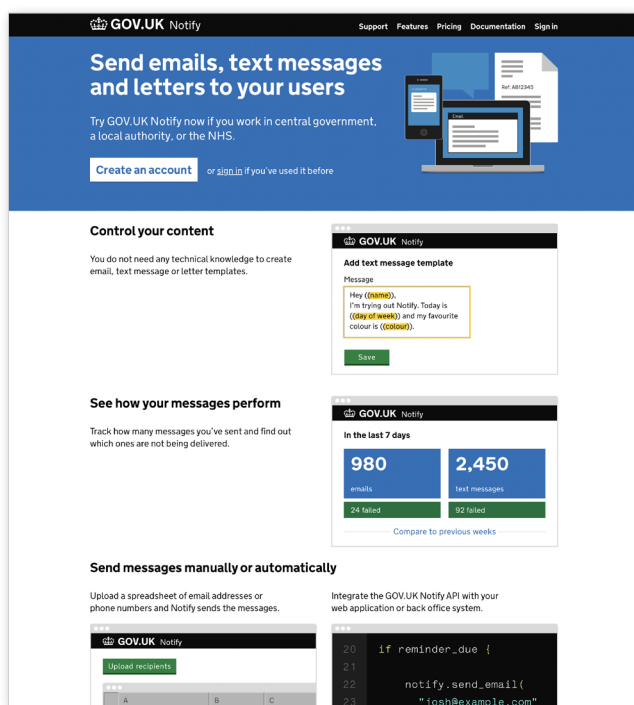 GOV.UK Notify
Support Features Pricing Documentation Sign in
Send emails, text messages
and letters to your users
Try GOV.UK Notify now if you work in central government,
a local authority, or the NHS.
Create an account or sign in if you've used it before
Ref: AB12345
Email
Control your content
You do not need any technical knowledge to create
email, text message or letter templates.
GOV.UK Notify
Add text message template
Message
Hey ((name)),
I'm trying out Notify. Today is
((day of week)) and my favourite
colour is ((colour)).
Save
See how your messages perform
Track how many messages you've sent and find out
which ones are not being delivered.
GOV.UK Notify
In the last 7 days
980 2,450
emails text messages
24 failed 92 failed
Compare to previous weeks
Send messages manually or automatically
Upload a spreadsheet of email addresses or
phone numbers and Notify sends the messages.
Integrate the GOV.UK Notify API with your
web application or back office system.
GOV.UK Notify
Upload recipients
A B C
20 if reminder_due {
21
22 notify.send_email(
23 "josh@example.com"